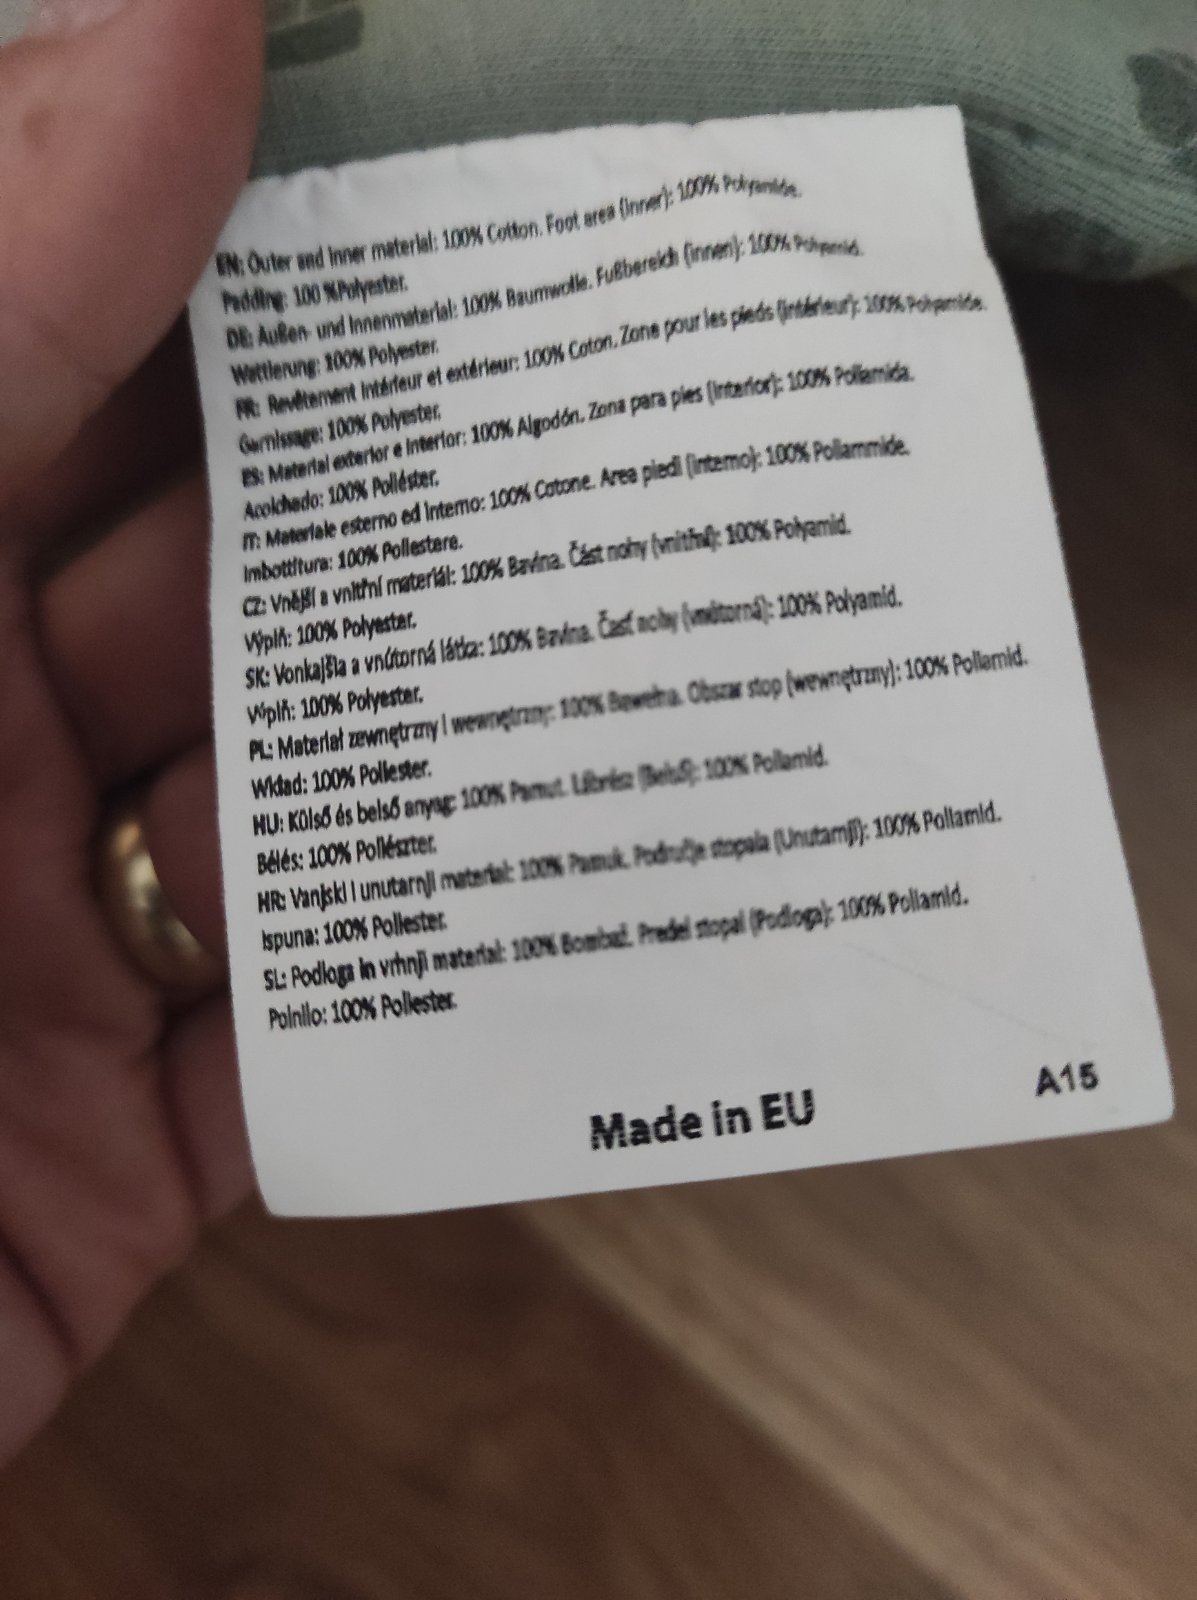 EN: Outer and inner material: 100% Cotton. Foot area (inner): 100% Polyamide.
Padding: 100 %Polyester.
DE: Außen- und Innenmaterial: 100% Baumwolle. Fußbereich (innen): 100% Polyamid.
Wattierung: 100% Polyester.
FR: Revêtement intérieur et extérieur: 100% Coton. Zone pour les pieds (intérieur): 100% Polyamide.
Garnissage: 100% Polyester.
ES: Material exterior e interior: 100% Algodón. Zona para pies (interior): 100% Poliamida.
Acolchado: 100% Poliéster.
IT: Materiale esterno ed interno: 100% Cotone. Area piedi (interno): 100% Poliammide.
Imbottitura: 100% Poliestere.
CZ: Vnější a vnitřní materiál: 100% Bavlna. Část nohy (vnitřní): 100% Polyamid.
Výplň: 100% Polyester.
SK: Vonkajšia a vnútorná látka: 100% Bavlna. Časť nohy (vnútorná): 100% Polyamid.
Výplň: 100% Polyester.
PL: Materiał zewnętrzny i wewnętrzny: 100% Bawełna. Obszar stop (wewnętrzny): 100% Poliamid.
Wkład: 100% Poliester.
HU: Külső és belső anyag: 100% Pamut. Lábrész (Belső): 100% Poliamid.
Bélés: 100% Poliészter.
HR: Vanjski i unutarnji material: 100% Pamuk. Područje stopala (Unutarnji): 100% Poliamid.
Ispuna: 100% Poliester.
SL: Podloga in vrhnji material: 100% Bombaž. Predel stopal (Podloga): 100% Poliamid.
Polnilo: 100% Poliester.
Made in EU
A15